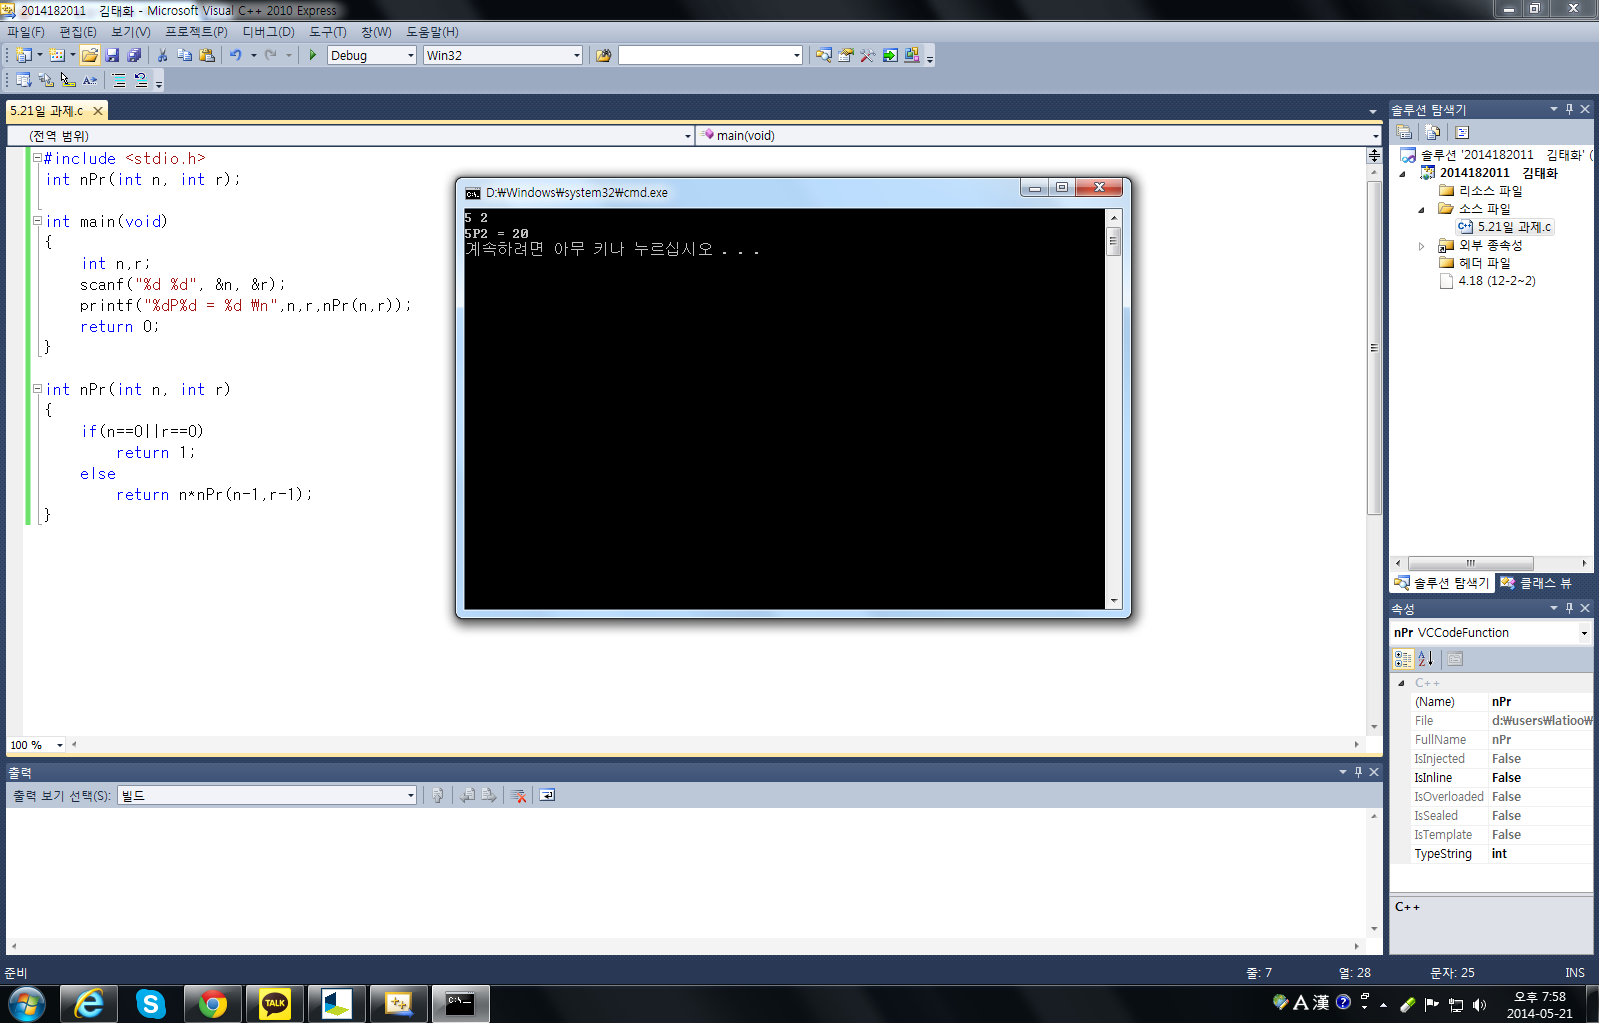 2014182011 김태화 - Microsoft Visual C++ 2010 Express
파일(F) 편집(E) 보기(V) 프로젝트(P) 디버그(D) 도구(T) 창(W) 도움말(H)
Debug Win32
5.21일 과제.c
(전역 범위) main(void)
#include <stdio.h>
int nPr(int n, int r);
int main(void)
{
int n,r;
scanf("%d %d", &n, &r);
printf("%dP%d = %d ₩n",n,r,nPr(n,r));
return 0;
}
int nPr(int n, int r)
{
if(n==0||r==0)
return 1;
else
return n*nPr(n-1,r-1);
}
100 %
D:₩Windows₩system32₩cmd.exe
5 2
5P2 = 20
계속하려면 아무 키나 누르십시오 . . .
솔루션 탐색기
솔루션 '2014182011 김태화' (
2014182011 김태화
리소스 파일
소스 파일
5.21일 과제.c
외부 종속성
헤더 파일
4.18 (12-2~2)
솔루션 탐색기 클래스 뷰
속성
nPr VCCodeFunction
C++
(Name) nPr
File d:₩users₩latioo₩
FullName nPr
IsInjected False
IsInline False
IsOverloaded False
IsSealed False
IsTemplate False
TypeString int
C++
출력
출력 보기 선택(S): 빌드
준비 줄: 7 열: 28 문자: 25 INS
TALK
C:\
A 漢
오후 7:58
2014-05-21